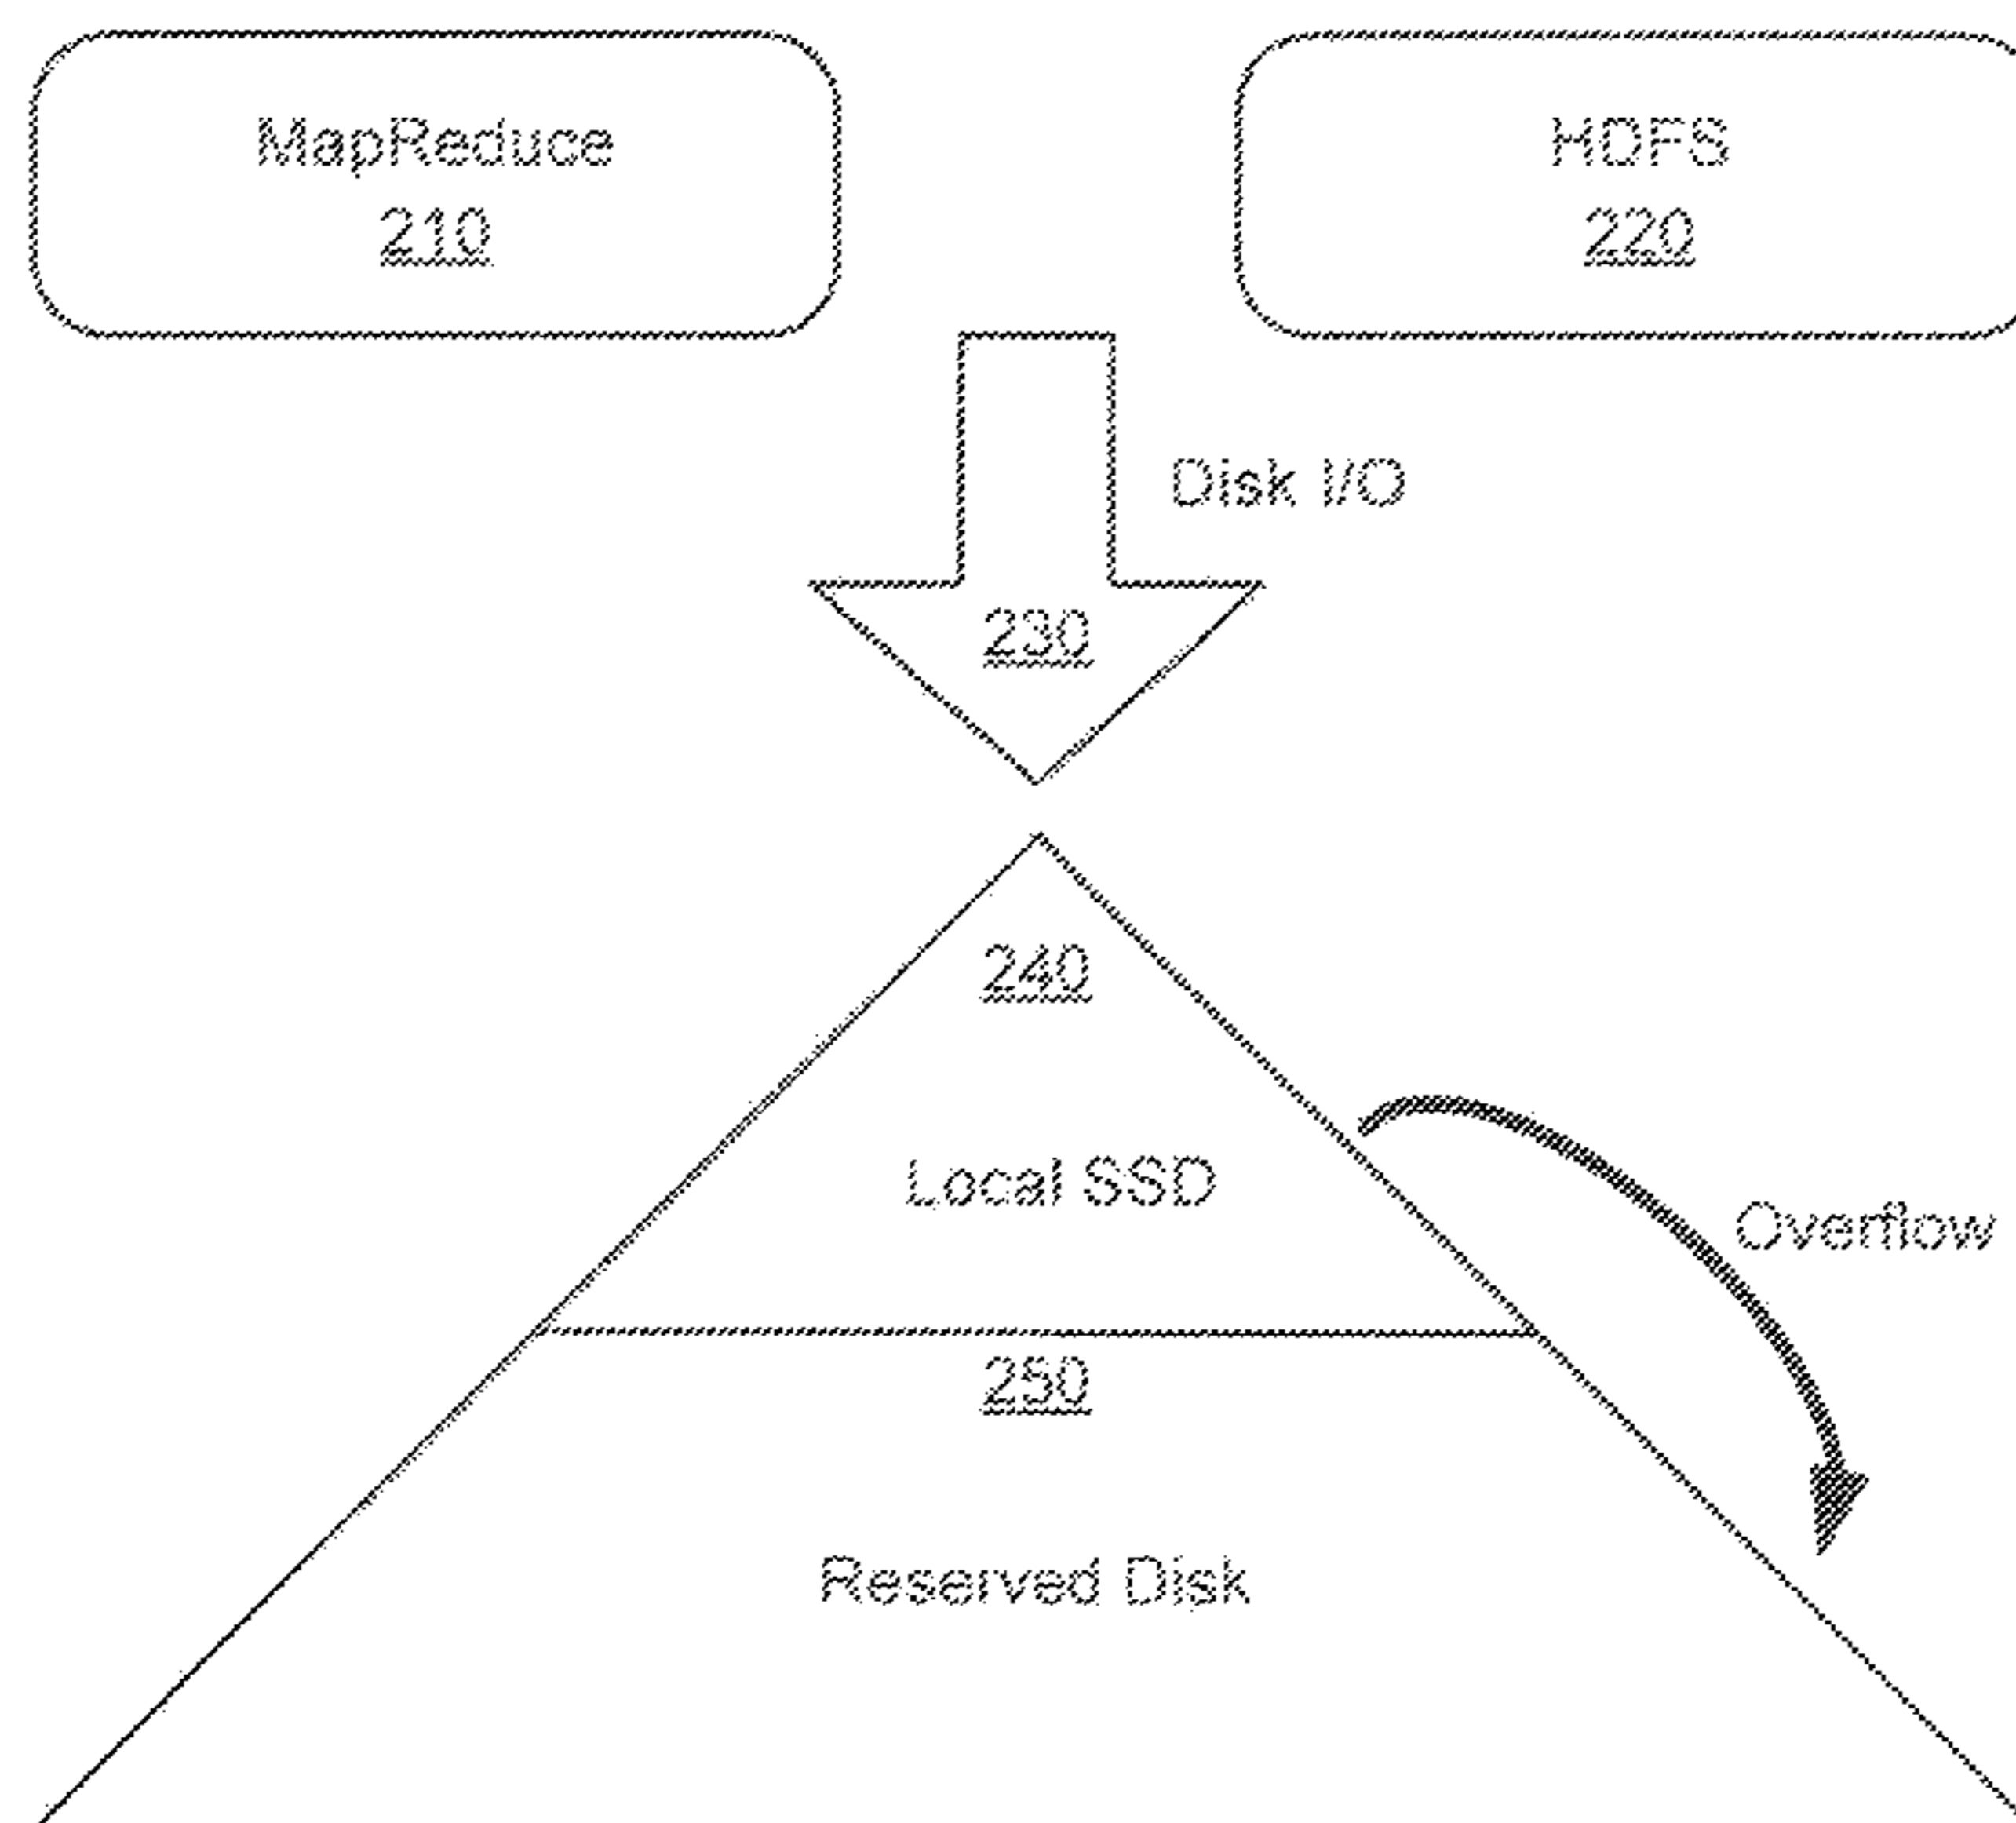 MapReduce
210
HDFS
220
Disk I/O
230
240
Local SSD
Overflow
250
Reserved Disk